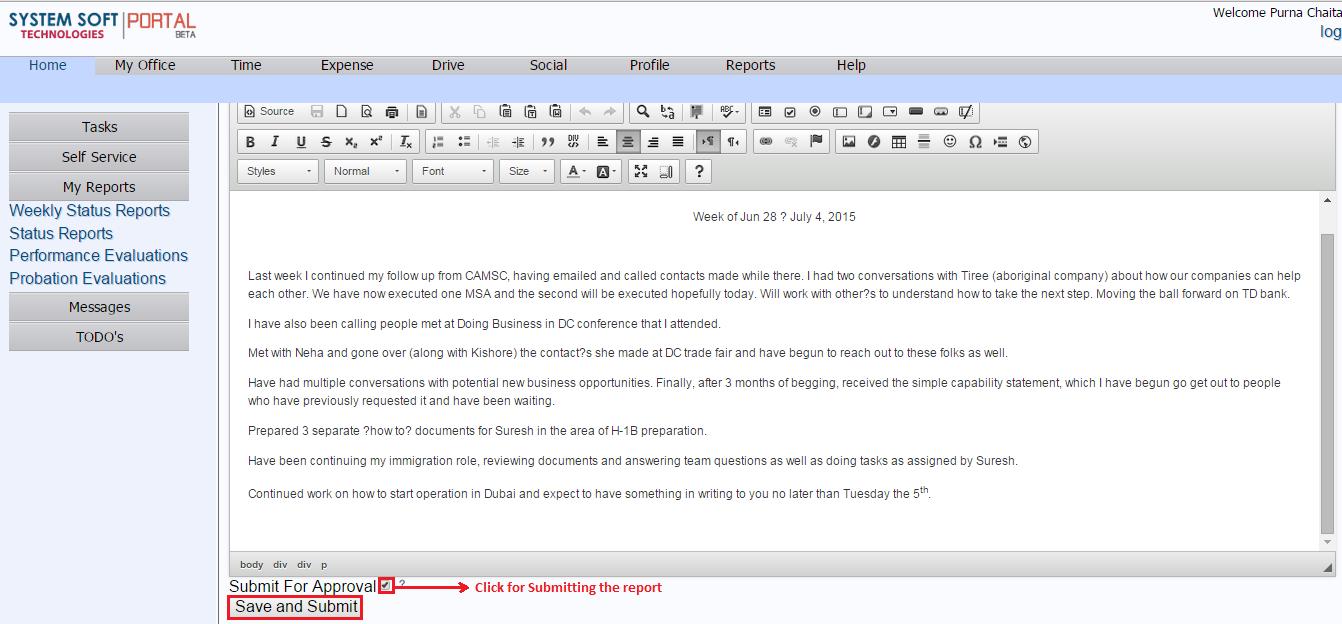 SYSTEM SOFT PORTAL
TECHNOLOGIES BETA
Welcome Purna Chaita
log
Home My Office Time Expense Drive Social Profile Reports Help
Tasks
Self Service
My Reports
Weekly Status Reports
Status Reports
Performance Evaluations
Probation Evaluations
Messages
TODO's
Source
Styles Normal Font Size A A ?
Week of Jun 28 ? July 4, 2015
Last week I continued my follow up from CAMSC, having emailed and called contacts made while there. I had two conversations with Tiree (aboriginal company) about how our companies can help
each other. We have now executed one MSA and the second will be executed hopefully today. Will work with other?s to understand how to take the next step. Moving the ball forward on TD bank.
I have also been calling people met at Doing Business in DC conference that I attended.
Met with Neha and gone over (along with Kishore) the contact?s she made at DC trade fair and have begun to reach out to these folks as well.
Have had multiple conversations with potential new business opportunities. Finally, after 3 months of begging, received the simple capability statement, which I have begun go get out to people
who have previously requested it and have been waiting.
Prepared 3 separate ?how to? documents for Suresh in the area of H-1B preparation.
Have been continuing my immigration role, reviewing documents and answering team questions as well as doing tasks as assigned by Suresh.
Continued work on how to start operation in Dubai and expect to have something in writing to you no later than Tuesday the 5th.
body div div p
Submit For Approval ? Click for Submitting the report
Save and Submit